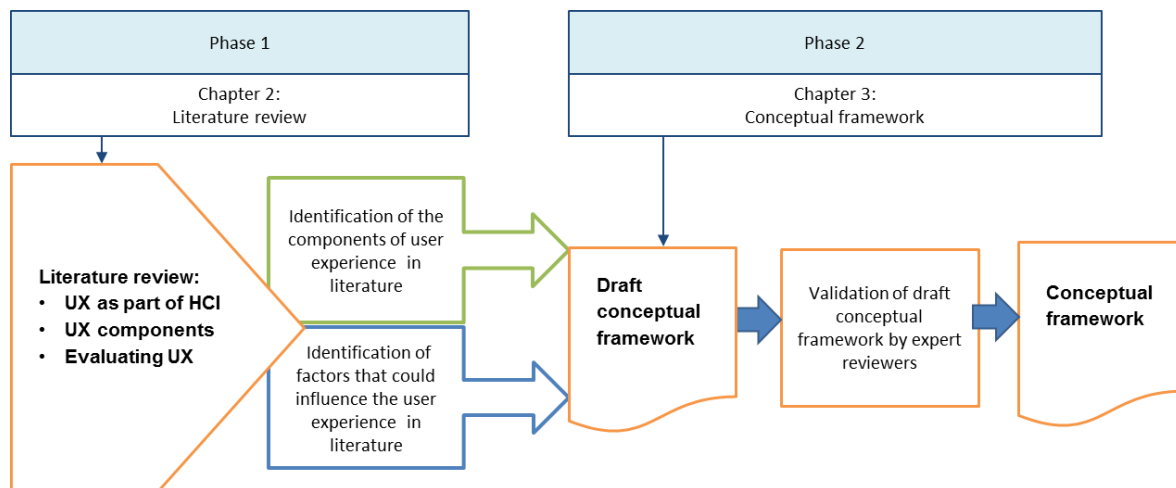 Phase 1
Chapter 2:
Literature review
Phase 2
Chapter 3:
Conceptual framework
Literature review:
• UX as part of HCI
• UX components
• Evaluating UX
Identification of the
components of user
experience in
literature
Identification of
factors that could
influence the user
experience in
literature
Draft
conceptual
framework
Validation of draft
conceptual
framework by expert
reviewers
Conceptual
framework